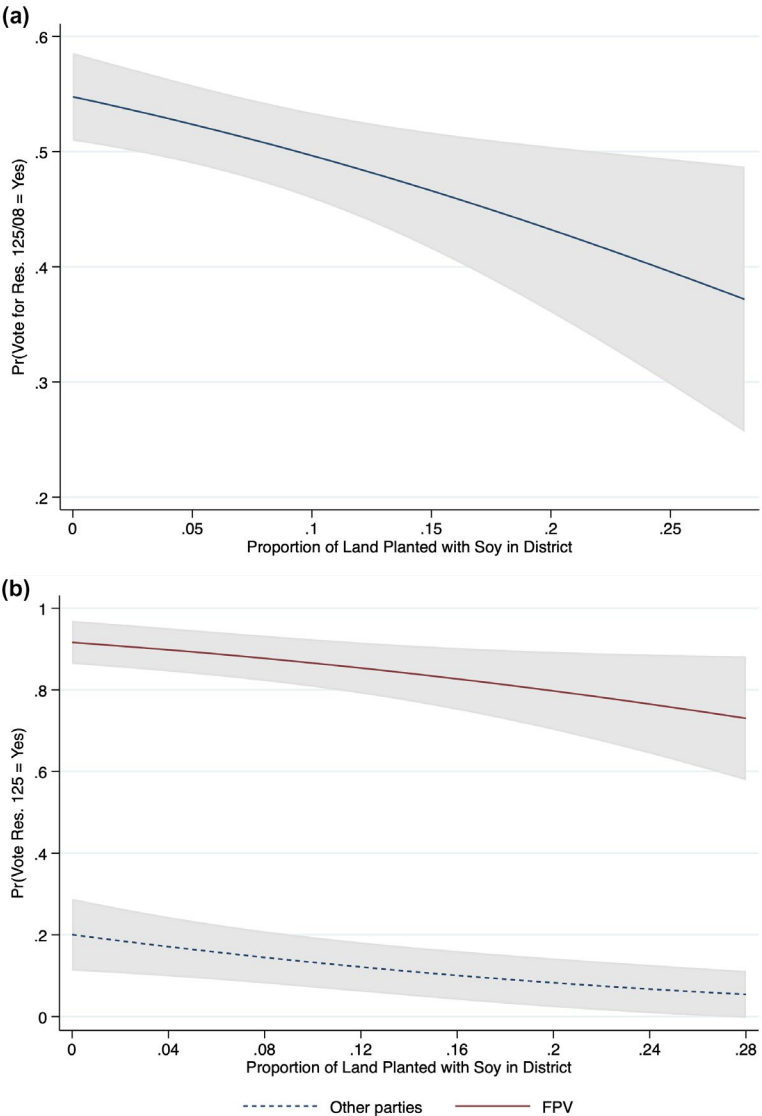 (a)
.6
.5
.4
.3
.2
Pr(Vote for Res. 125/08 = Yes)
0 .05 .1 .15 .2 .25
Proportion of Land Planted with Soy in District
(b)
1
.8
.6
.4
.2
0
Pr(Vote Res. 125 = Yes)
0 .04 .08 .12 .16 .2 .24 .28
Proportion of Land Planted with Soy in District
Other parties FPV